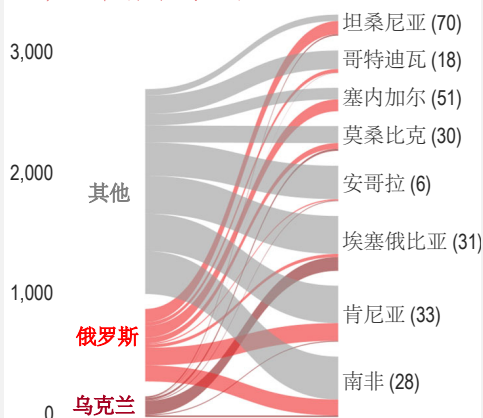 3,000
2,000
1,000
0
其他
俄罗斯
乌克兰
坦桑尼亚 (70)
哥特迪瓦 (18)
塞内加尔 (51)
莫桑比克 (30)
安哥拉 (6)
埃塞俄比亚 (31)
肯尼亚 (33)
南非 (28)